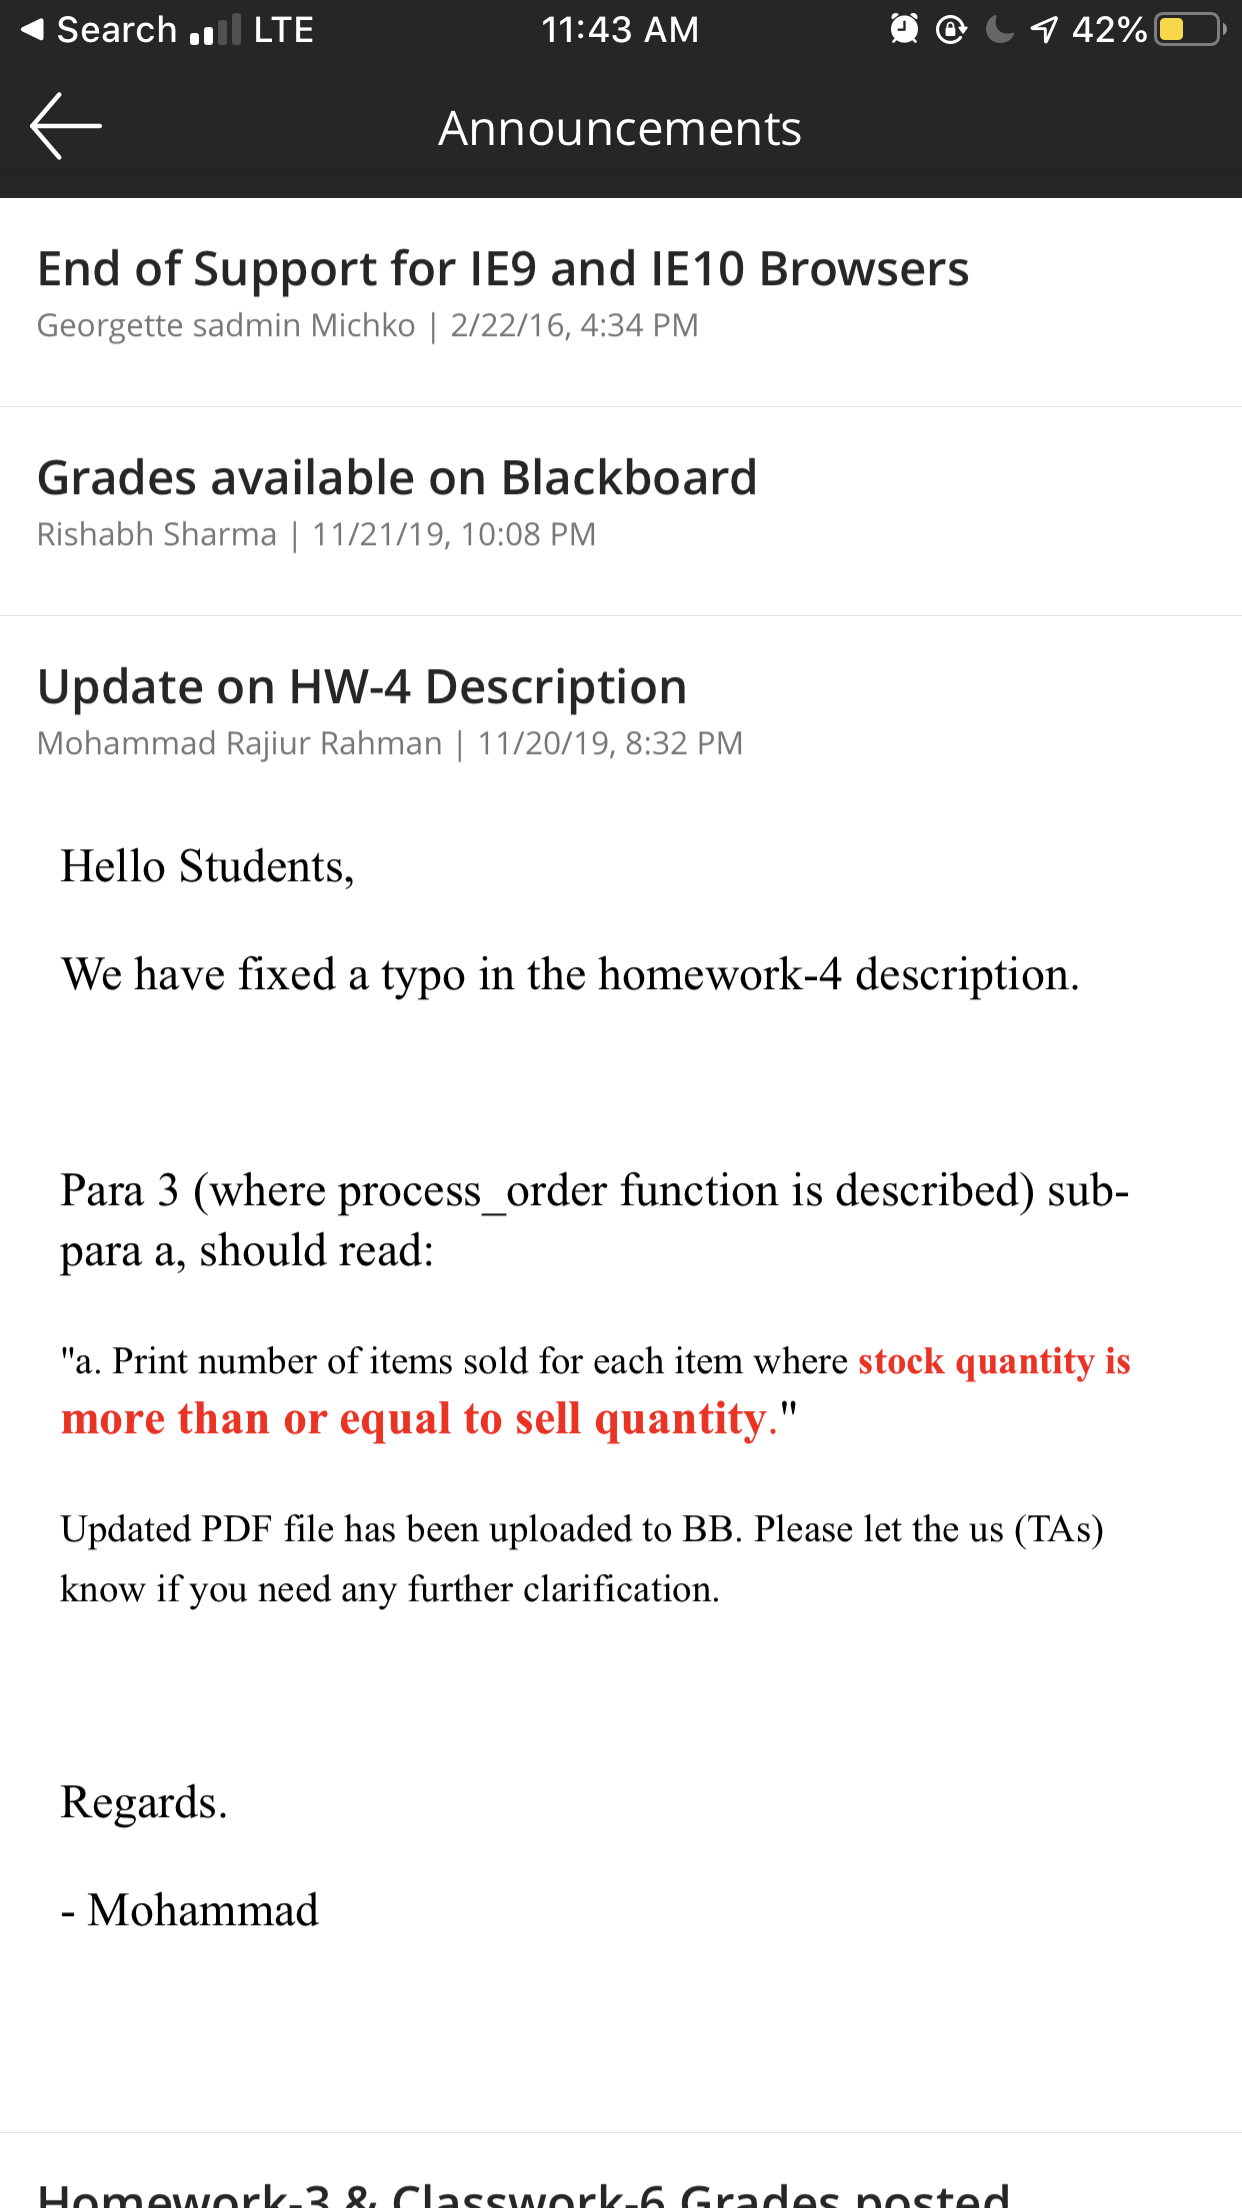 Search LTE 11:43 AM 42%
Announcements
End of Support for IE9 and IE10 Browsers
Georgette sadmin Michko | 2/22/16, 4:34 PM
Grades available on Blackboard
Rishabh Sharma | 11/21/19, 10:08 PM
Update on HW-4 Description
Mohammad Rajiur Rahman | 11/20/19, 8:32 PM
Hello Students,
We have fixed a typo in the homework-4 description.
Para 3 (where process_order function is described) sub-
para a, should read:
"a. Print number of items sold for each item where stock quantity is
more than or equal to sell quantity."
Updated PDF file has been uploaded to BB. Please let the us (TAs)
know if you need any further clarification.
Regards.
- Mohammad
Homework-3 & Classwork-6 Grades posted